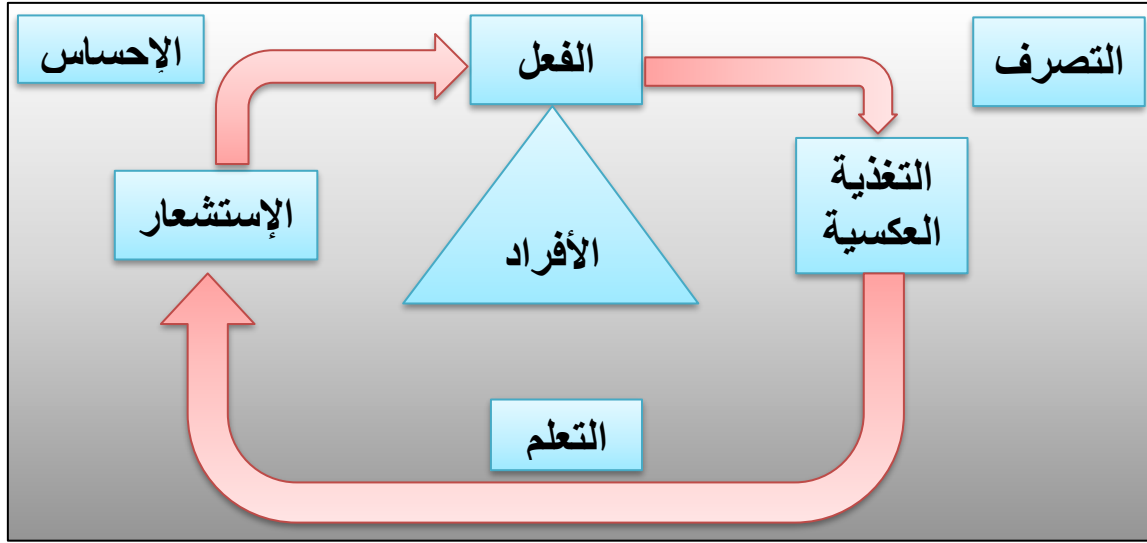 التصرف
الفعل
الإحساس
التغذية
العكسية
الإستشعار
الأفراد
التعلم